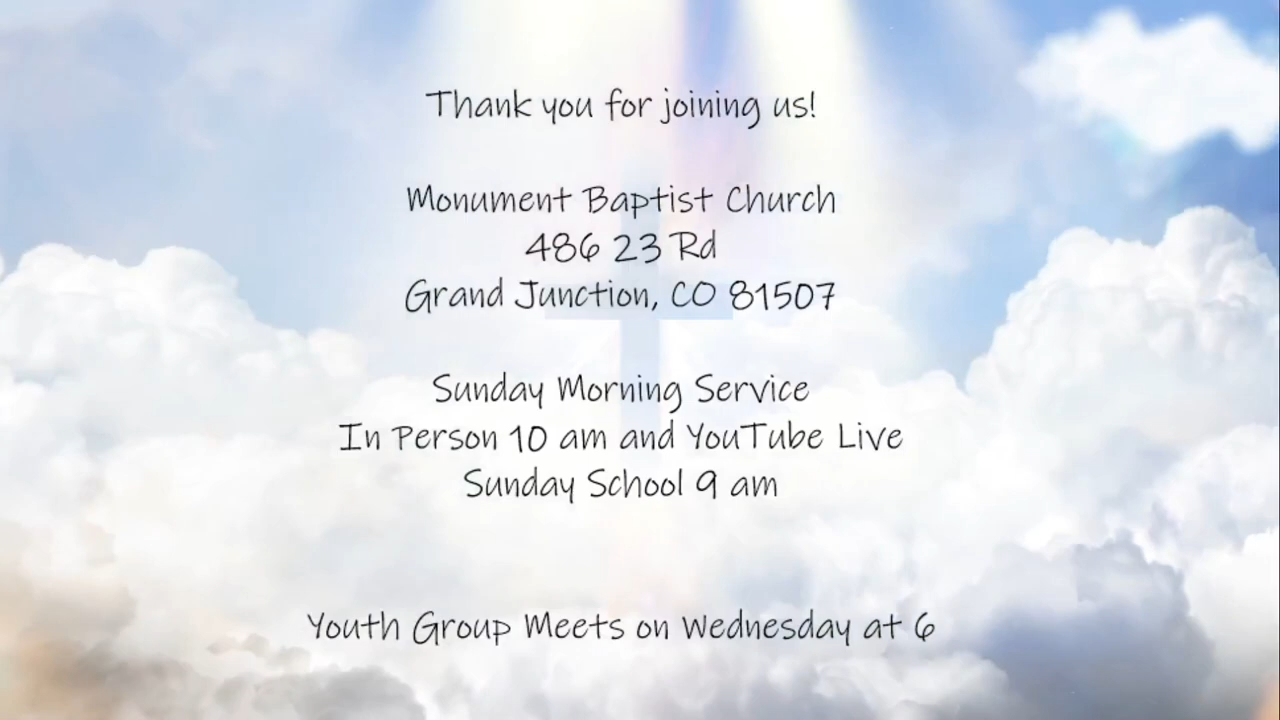 Thank you for joining us!
Monument Baptist Church
486 23 Rd
Grand Junction, CO 81507
Sunday Morning Service
In Person 10 am and YouTube Live
Sunday School 9 am
Youth Group Meets on Wednesday at 6